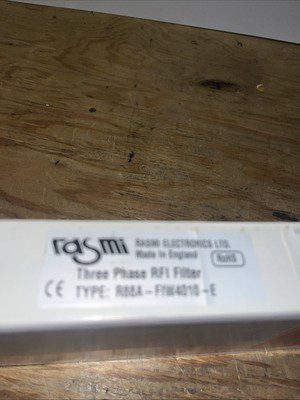 rasmi RASMI ELECTRONICS LTD.
Made in England
RoHS
Three Phase RFI Filter
CE TYPE: R88A-FIW4010-E